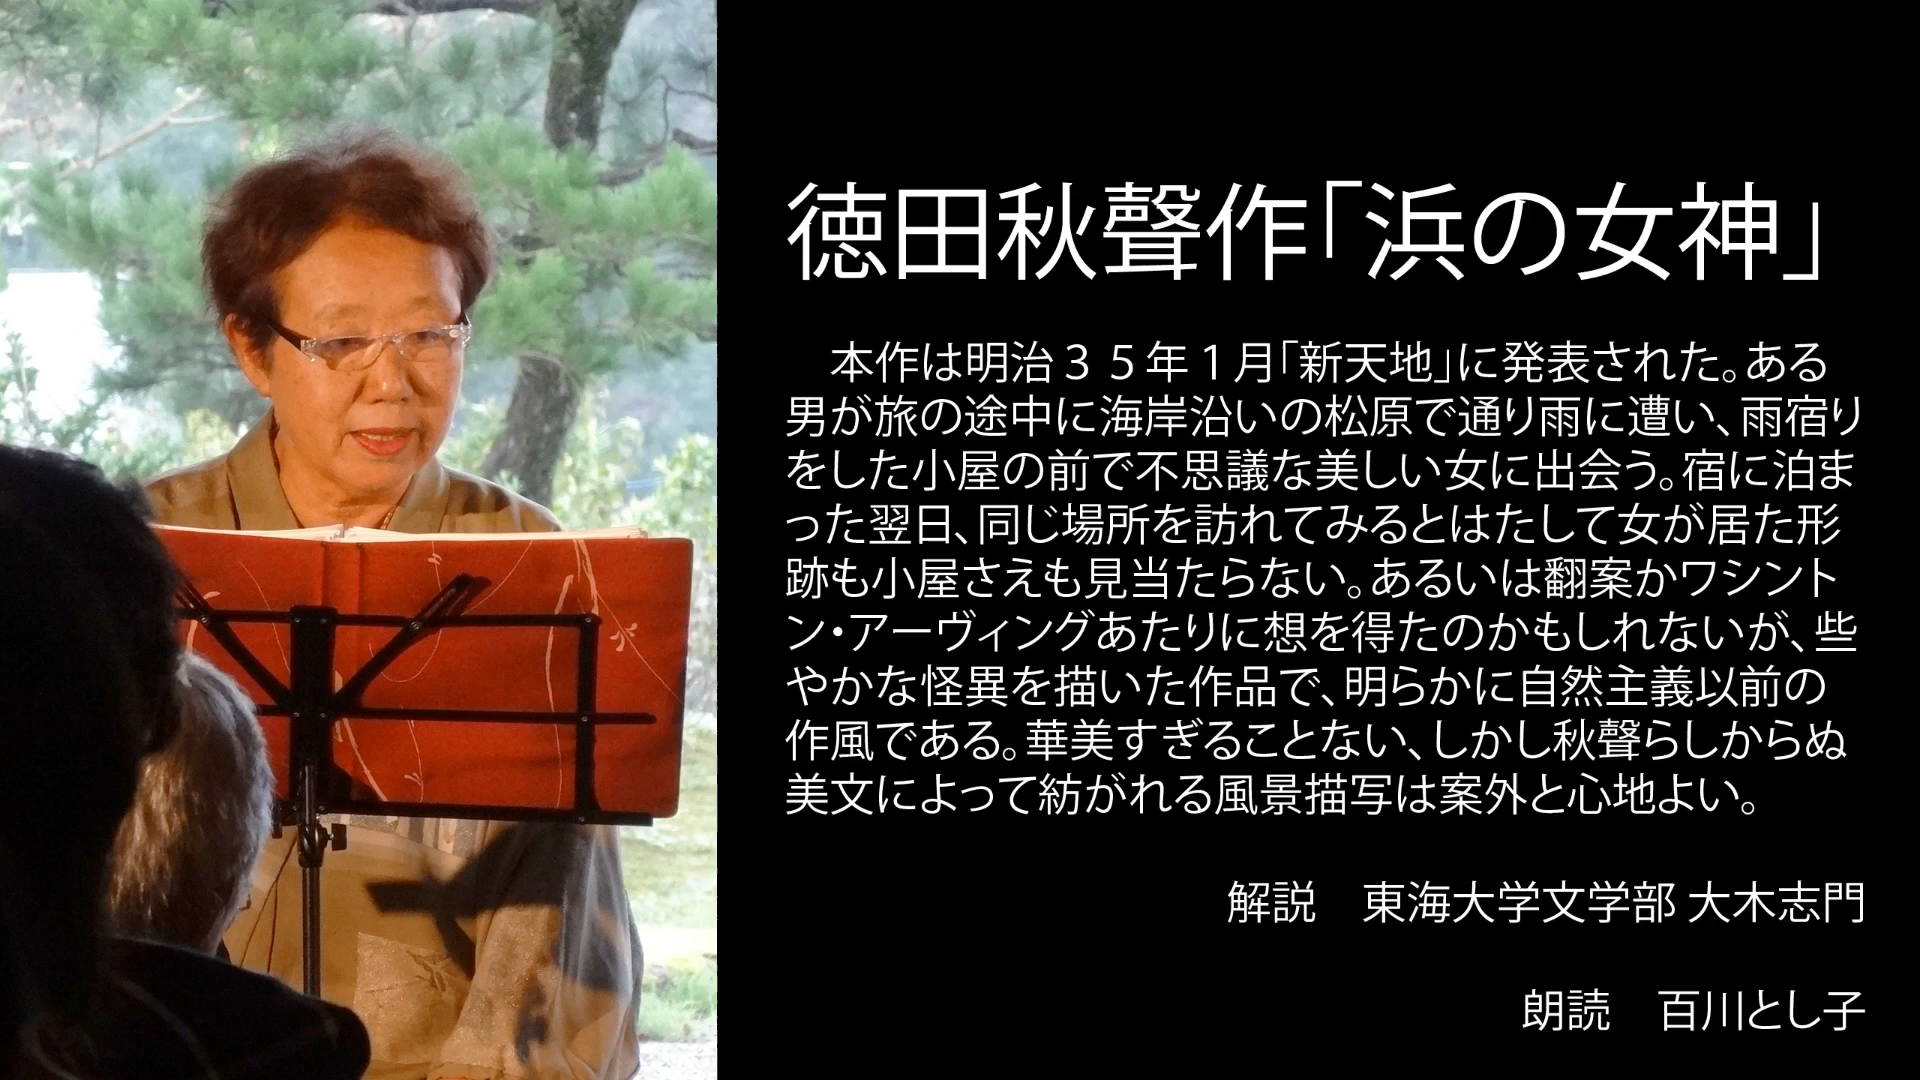 徳田秋聲作「浜の女神」
　本作は明治３５年１月「新天地」に発表された。ある
男が旅の途中に海岸沿いの松原で通り雨に遭い、雨宿り
をした小屋の前で不思議な美しい女に出会う。宿に泊ま
った翌日、同じ場所を訪れてみるとはたして女が居た形
跡も小屋さえも見当たらない。あるいは翻案かワシント
ン・アーヴィングあたりに想を得たのかもしれないが、些
やかな怪異を描いた作品で、明らかに自然主義以前の
作風である。華美すぎることない、しかし秋聲らしからぬ
美文によって紡がれる風景描写は案外と心地よい。
解説　東海大学文学部 大木志門
朗読　百川とし子